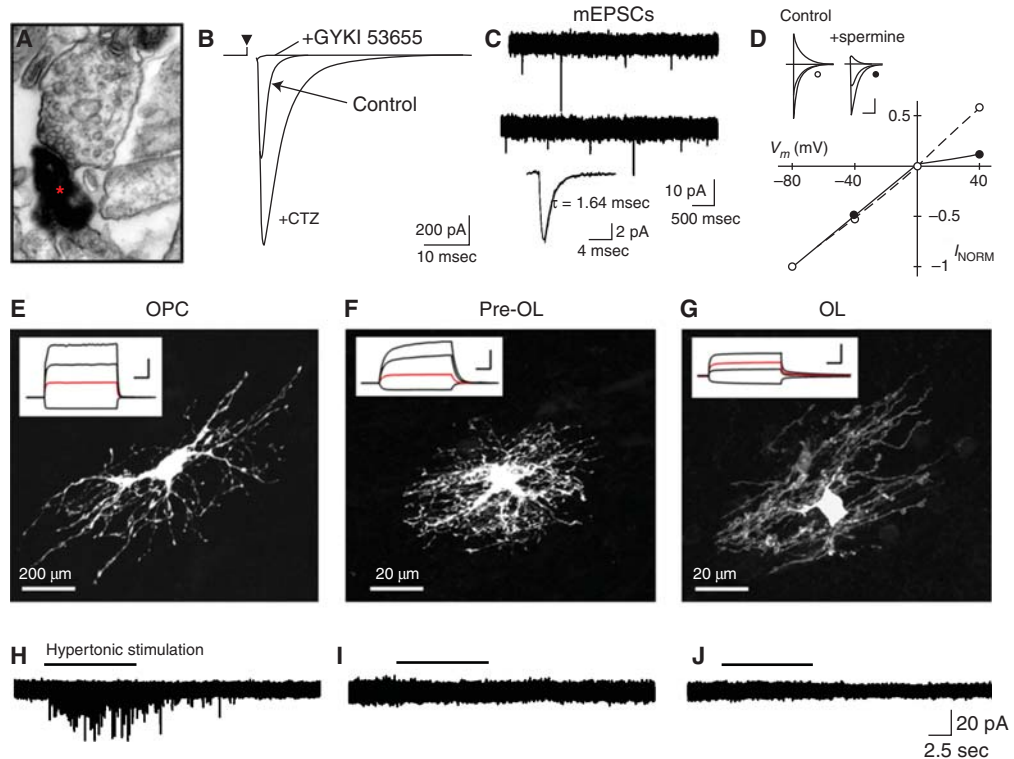 A
*
B
+GYKI 53655
Control
+CTZ
200 pA
10 msec
C
mEPSCs
τ = 1.64 msec
2 pA
4 msec
10 pA
500 msec
D
Control
+spermine
0.5
Vm (mV)
−80
−40
40
−0.5
−1
INORM
E
OPC
200 μm
F
Pre-OL
20 μm
G
OL
20 μm
H
Hypertonic stimulation
I
J
20 pA
2.5 sec